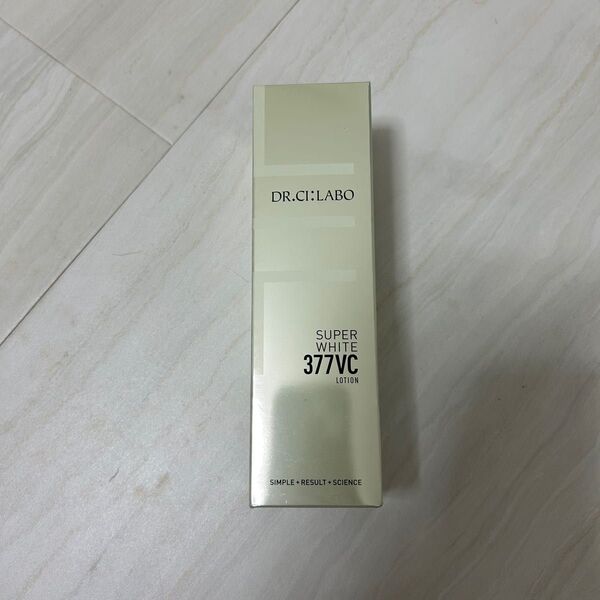 DR.CI:LABO
SUPER
WHITE
377VC
LOTION
SIMPLE + RESULT + SCIENCE